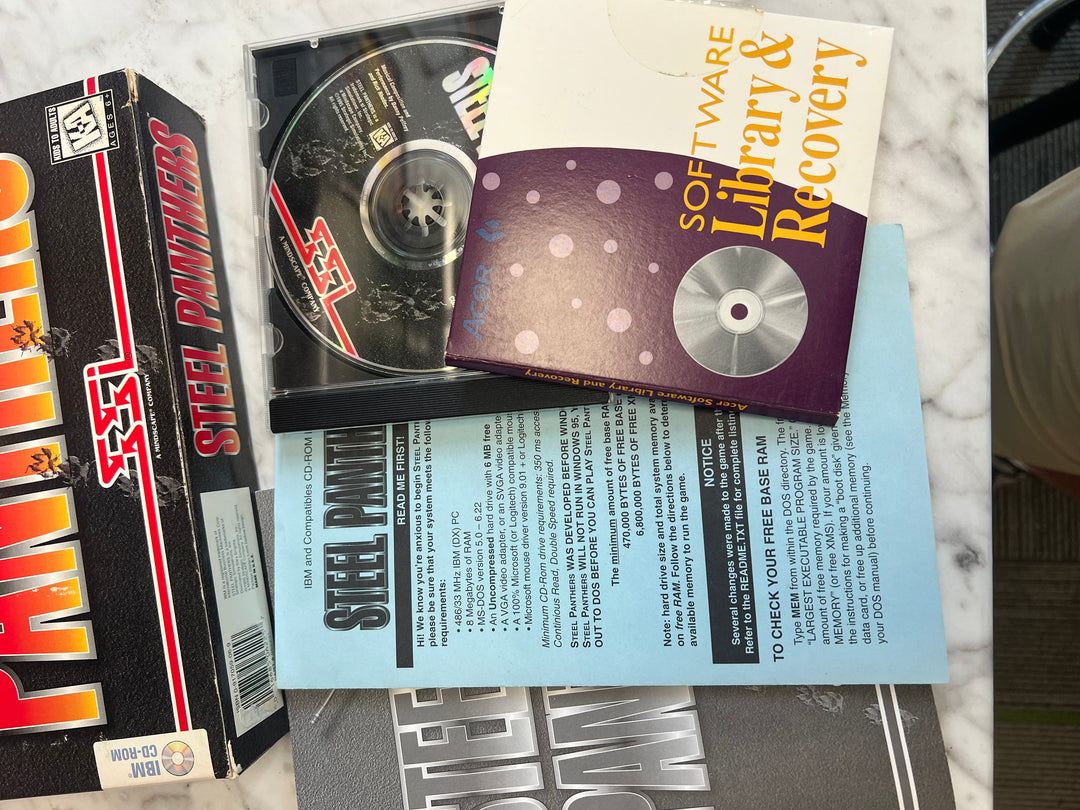 KIDS TO ADULTS
K-A
AGES 6+
PANTHERS
SSI
A MINDSCAPE® COMPANY
IBM®
CD-ROM
STEEL PANTHERS
STEEL
K-A
SSI
A MINDSCAPE® COMPANY
SOFTWARE
Library &
Recovery
Acer
Acer Software Library and Recovery
IBM and Compatibles CD-ROM
STEEL PANTH
READ ME FIRST!
Hi! We know you're anxious to begin STEEL PANT
please be sure that your system meets the follow
requirements:
• 486/33 MHz IBM (DX) PC
• 8 Megabytes of RAM
• MS-DOS version 5.0 – 6.22
• An Uncompressed hard drive with 6 MB free
• A VGA video adapter, or an SVGA video adapte
• A 100% Microsoft (or Logitech) compatible mou
• Microsoft mouse driver version 9.01 + or Logitech
Minimum CD-Rom drive requirements: 350 ms acces
Continious Read, Double Speed required.
STEEL PANTHERS WAS DEVELOPED BEFORE WIND
STEEL PANTHERS WILL NOT RUN IN WINDOWS 95, Y
OUT TO DOS BEFORE YOU CAN PLAY STEEL PANT
The minimum amount of free base RA
470,000 BYTES OF FREE BASE
6,800,000 BYTES OF FREE XM
Note: hard drive size and total system memory ava
on free RAM. Follow the directions below to deter
available memory to run the game.
NOTICE
Several changes were made to the game after th
Refer to the README.TXT file for complete listing
TO CHECK YOUR FREE BASE RAM
Type MEM from within the DOS directory. The f
"LARGEST EXECUTABLE PROGRAM SIZE."
amount of free memory required by the game.
MEMORY" (or free XMS). If your amount is lo
the instructions for making a "boot disk" give
data card, or free up additional memory (see the Memory
your DOS manual) before continuing.
STEEL
PAN